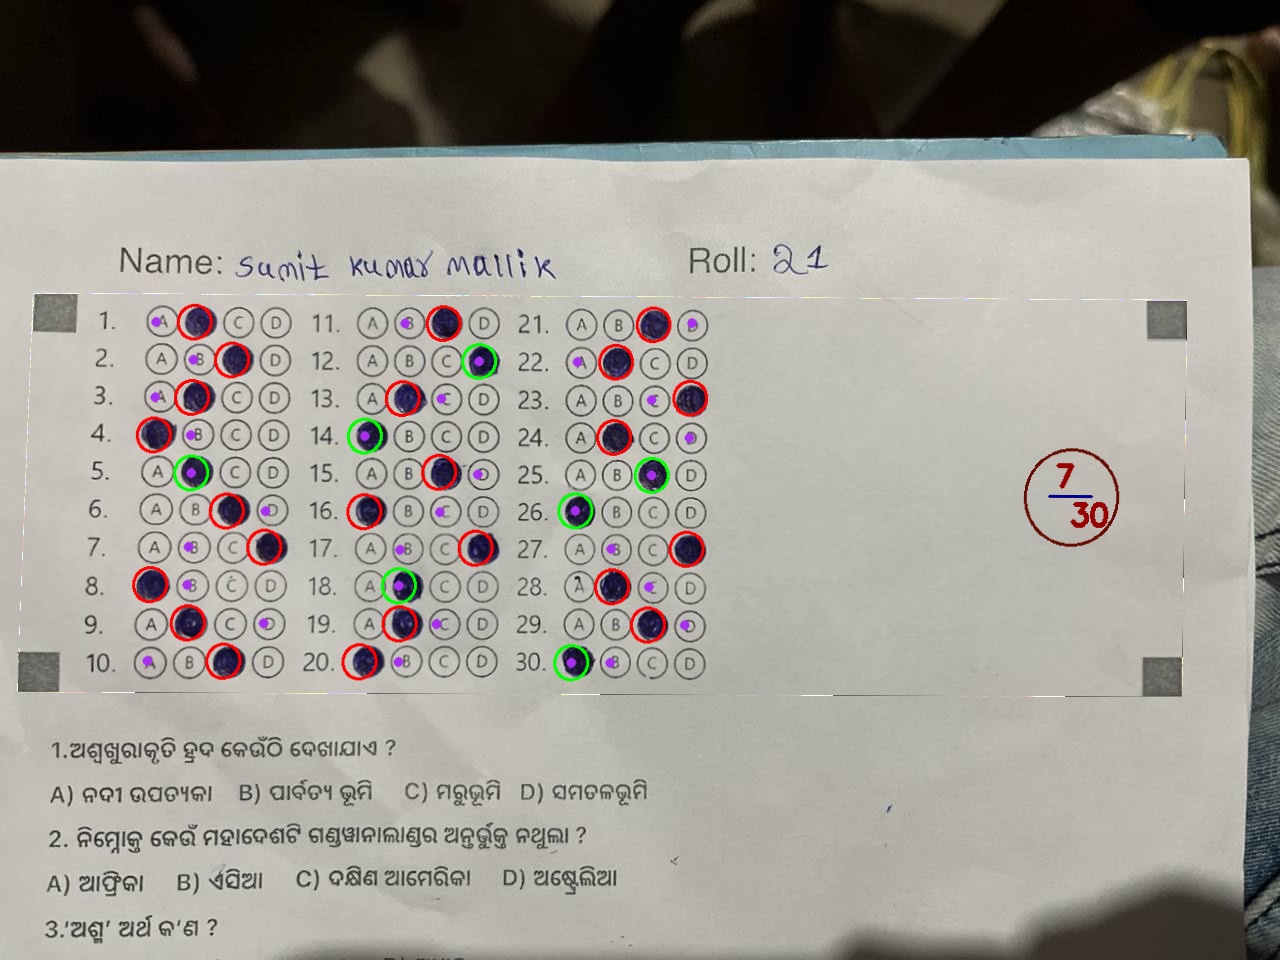 Name: Sumit kumar mallik Roll: 21
1. A C D 11. A B D 21. A B D
2. A B D 12. A B C 22. A C D
3. A C D 13. A C D 23. A B C
4. B C D 14. B C D 24. A C D
5. A C D 15. A B D 25. A B D
6. A B D 16. B C D 26. B C D
7. A B C 17. A B C 27. A B C
8. B C D 18. A C D 28. A C D
9. A C D 19. A C D 29. A B D
10. A B D 20. B C D 30. B C D
7
30
1.ଅଶ୍ୱଖୁରାକୃତି ହ୍ରଦ କେଉଁଠି ଦେଖାଯାଏ ?
A) ନଦୀ ଉପତ୍ୟକା B) ପାର୍ବତ୍ୟ ଭୂମି C) ମରୁଭୂମି D) ସମତଳଭୂମି
2. ନିମ୍ନୋକ୍ତ କେଉଁ ମହାଦେଶଟି ଗଣ୍ଡୱାନାଲାଣ୍ଡର ଅନ୍ତର୍ଭୁକ୍ତ ନଥିଲା ?
A) ଆଫ୍ରିକା B) ଏସିଆ C) ଦକ୍ଷିଣ ଆମେରିକା D) ଅଷ୍ଟ୍ରେଲିଆ
3.'ଅଶ୍ମ' ଅର୍ଥ କ'ଣ ?